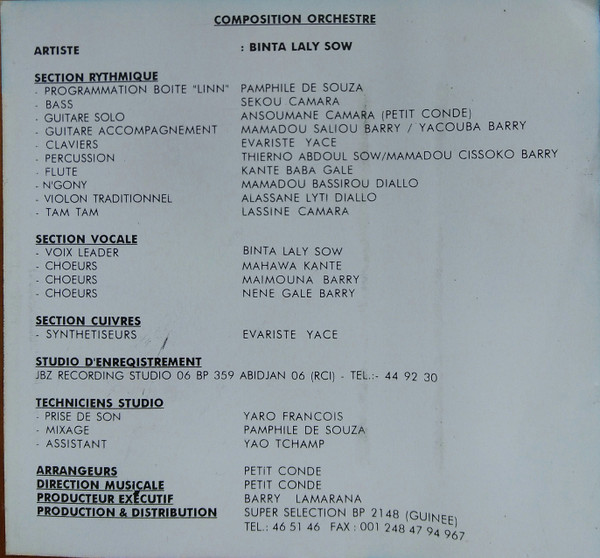 COMPOSITION ORCHESTRE
ARTISTE : BINTA LALY SOW
SECTION RYTHMIQUE
- PROGRAMMATION BOITE "LINN" PAMPHILE DE SOUZA
- BASS SEKOU CAMARA
- GUITARE SOLO ANSOUMANE CAMARA (PETIT CONDE)
- GUITARE ACCOMPAGNEMENT MAMADOU SALIOU BARRY / YACOUBA BARRY
- CLAVIERS EVARISTE YACE
- PERCUSSION THIERNO ABDOUL SOW/MAMADOU CISSOKO BARRY
- FLUTE KANTE BABA GALE
- N'GONY MAMADOU BASSIROU DIALLO
- VIOLON TRADITIONNEL ALASSANE LYTI DIALLO
- TAM TAM LASSINE CAMARA
SECTION VOCALE
- VOIX LEADER BINTA LALY SOW
- CHOEURS MAHAWA KANTE
- CHOEURS MAIMOUNA BARRY
- CHOEURS NENE GALE BARRY
SECTION CUIVRES
- SYNTHETISEURS EVARISTE YACE
STUDIO D'ENREQISTREMENT
JBZ RECORDING STUDIO 06 BP 359 ABIDJAN 06 (RCI) - TEL.:- 44 92 30
TECHNICIENS STUDIO
- PRISE DE SON YARO FRANCOIS
- MIXAGE PAMPHILE DE SOUZA
- ASSISTANT YAO TCHAMP
ARRANGEURS PETIT CONDE
DIRECTION MUSICALE PETIT CONDE
PRODUCTEUR EXECUTIF BARRY LAMARANA
PRODUCTION & DISTRIBUTION SUPER SELECTION BP 2148 (GUINEE)
TEL.: 46 51 46 FAX : 001 248 47 94 967